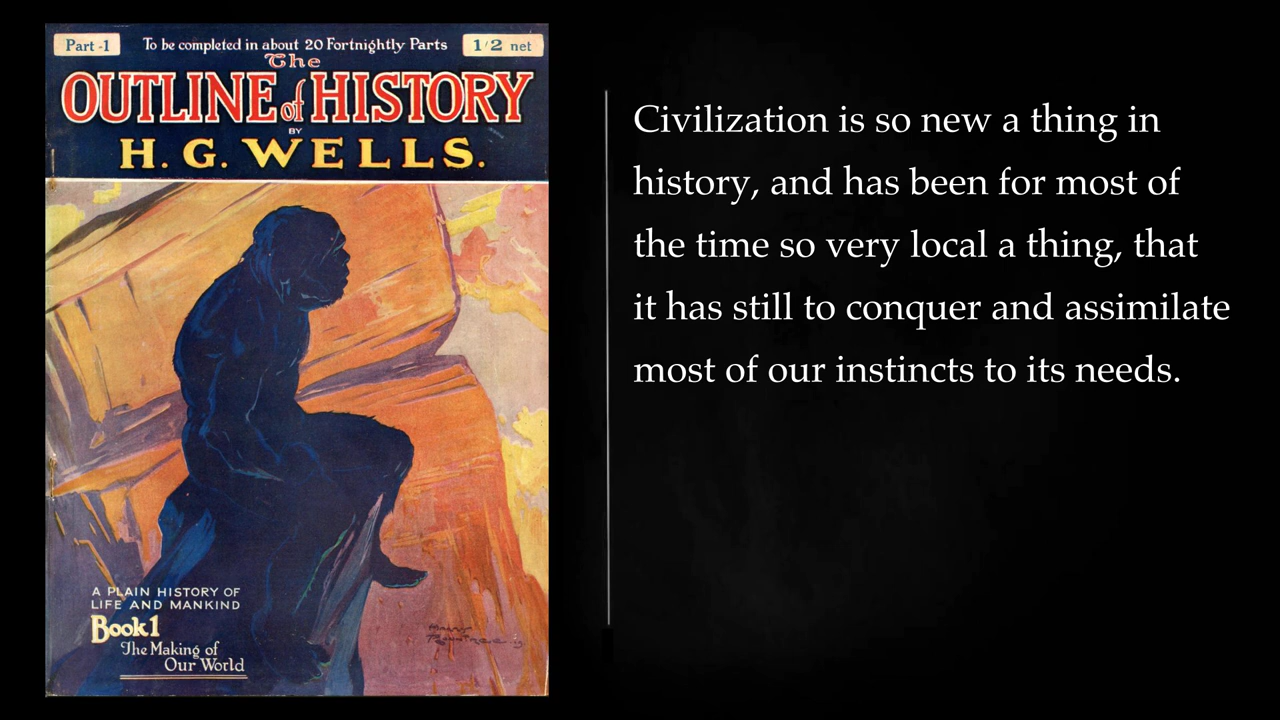 Part -1
To be completed in about 20 Fortnightly Parts
1/2 net
The
OUTLINE of HISTORY
BY
H. G. WELLS.
A PLAIN HISTORY OF
LIFE AND MANKIND
Book 1
The Making of
Our World
Civilization is so new a thing in
history, and has been for most of
the time so very local a thing, that
it has still to conquer and assimilate
most of our instincts to its needs.